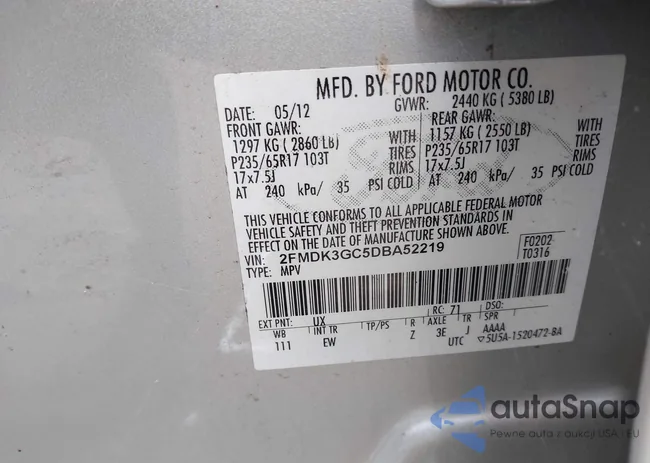 MFD. BY FORD MOTOR CO.
DATE: 05/12 GVWR: 2440 KG ( 5380 LB)
FRONT GAWR: REAR GAWR:
1297 KG ( 2860 LB) WITH 1157 KG ( 2550 LB) WITH
P235/65R17 103T TIRES P235/65R17 103T TIRES
17x7.5J RIMS 17x7.5J RIMS
AT 240 kPa/ 35 PSI COLD AT 240 kPa/ 35 PSI COLD
THIS VEHICLE CONFORMS TO ALL APPLICABLE FEDERAL MOTOR
VEHICLE SAFETY AND THEFT PREVENTION STANDARDS IN
EFFECT ON THE DATE OF MANUFACTURE SHOWN ABOVE.
VIN: 2FMDK3GC5DBA52219 F0202
TYPE: MPV T0316
EXT PNT: UX RC: 71 DSO:
WB INT TR TP/PS R AXLE TR SPR
111 EW Z 3E J AAAA
UTC ▽5U5A-1520472-BA
autaSnap
Pewne auta z aukcji USA · EU